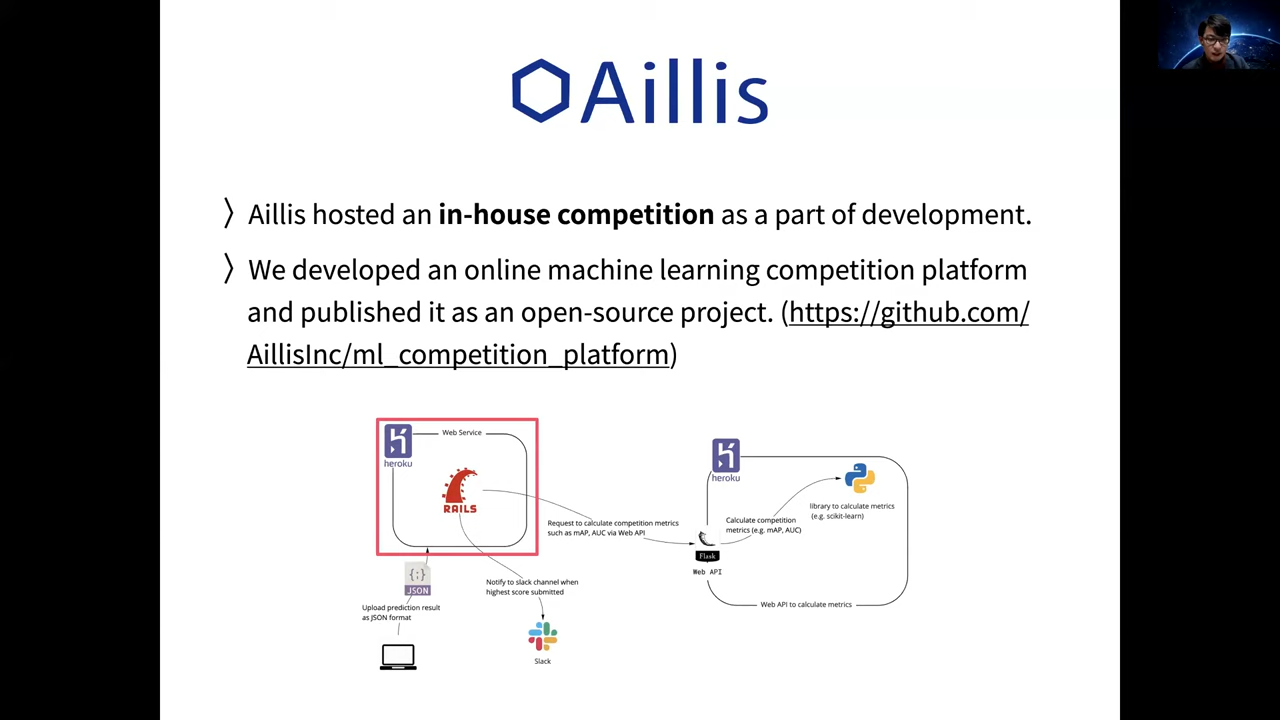 Aillis
〉Aillis hosted an in-house competition as a part of development.
〉We developed an online machine learning competition platform
and published it as an open-source project. (https://github.com/
AillisInc/ml_competition_platform)
Web Service
heroku
RAILS
Request to calculate competition metrics
such as mAP, AUC via Web API
JSON
Upload prediction result
as JSON format
Notify to slack channel when
highest score submitted
Slack
heroku
library to calculate metrics
(e.g. scikit-learn)
Calculate competition
metrics (e.g. mAP, AUC)
Flask
Web API
Web API to calculate metrics